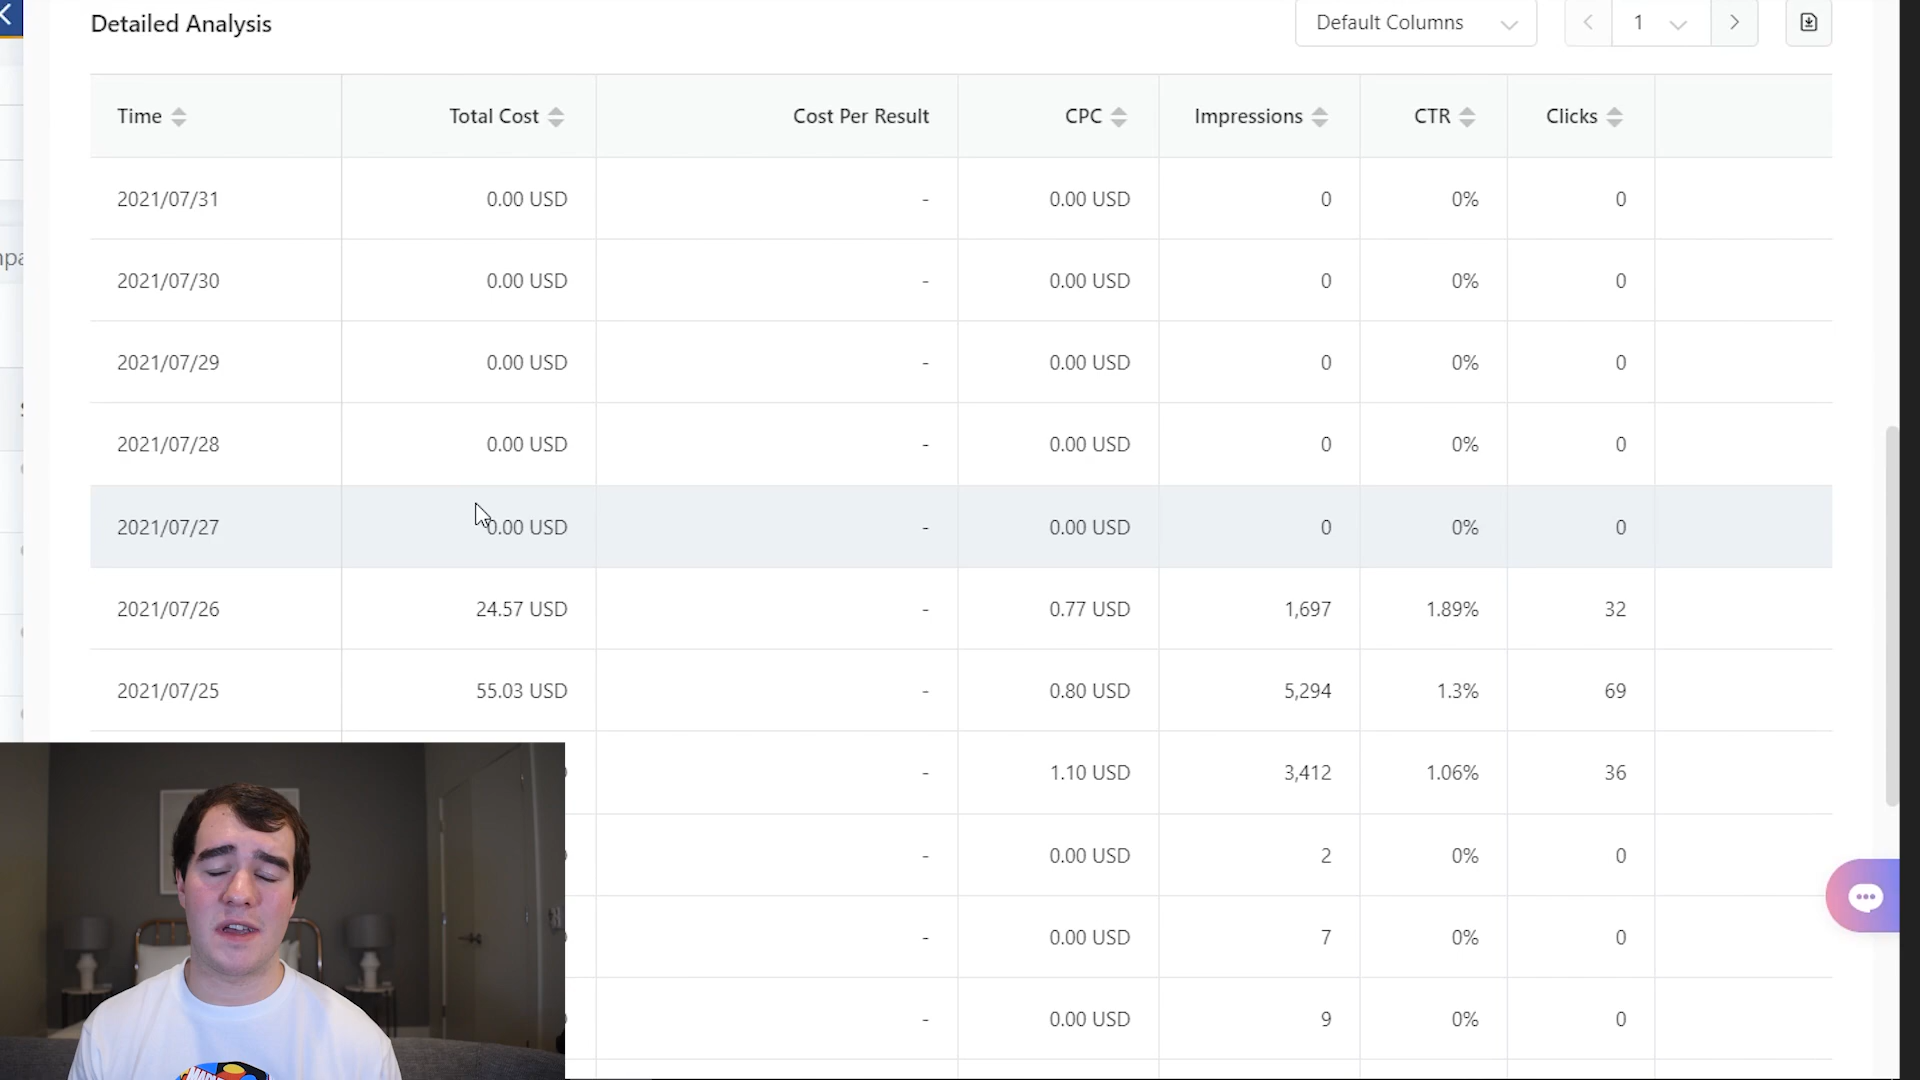 Detailed Analysis
Default Columns
1
Time Total Cost Cost Per Result CPC Impressions CTR Clicks
2021/07/31 0.00 USD - 0.00 USD 0 0% 0
2021/07/30 0.00 USD - 0.00 USD 0 0% 0
2021/07/29 0.00 USD - 0.00 USD 0 0% 0
2021/07/28 0.00 USD - 0.00 USD 0 0% 0
2021/07/27 0.00 USD - 0.00 USD 0 0% 0
2021/07/26 24.57 USD - 0.77 USD 1,697 1.89% 32
2021/07/25 55.03 USD - 0.80 USD 5,294 1.3% 69
- 1.10 USD 3,412 1.06% 36
- 0.00 USD 2 0% 0
- 0.00 USD 7 0% 0
- 0.00 USD 9 0% 0